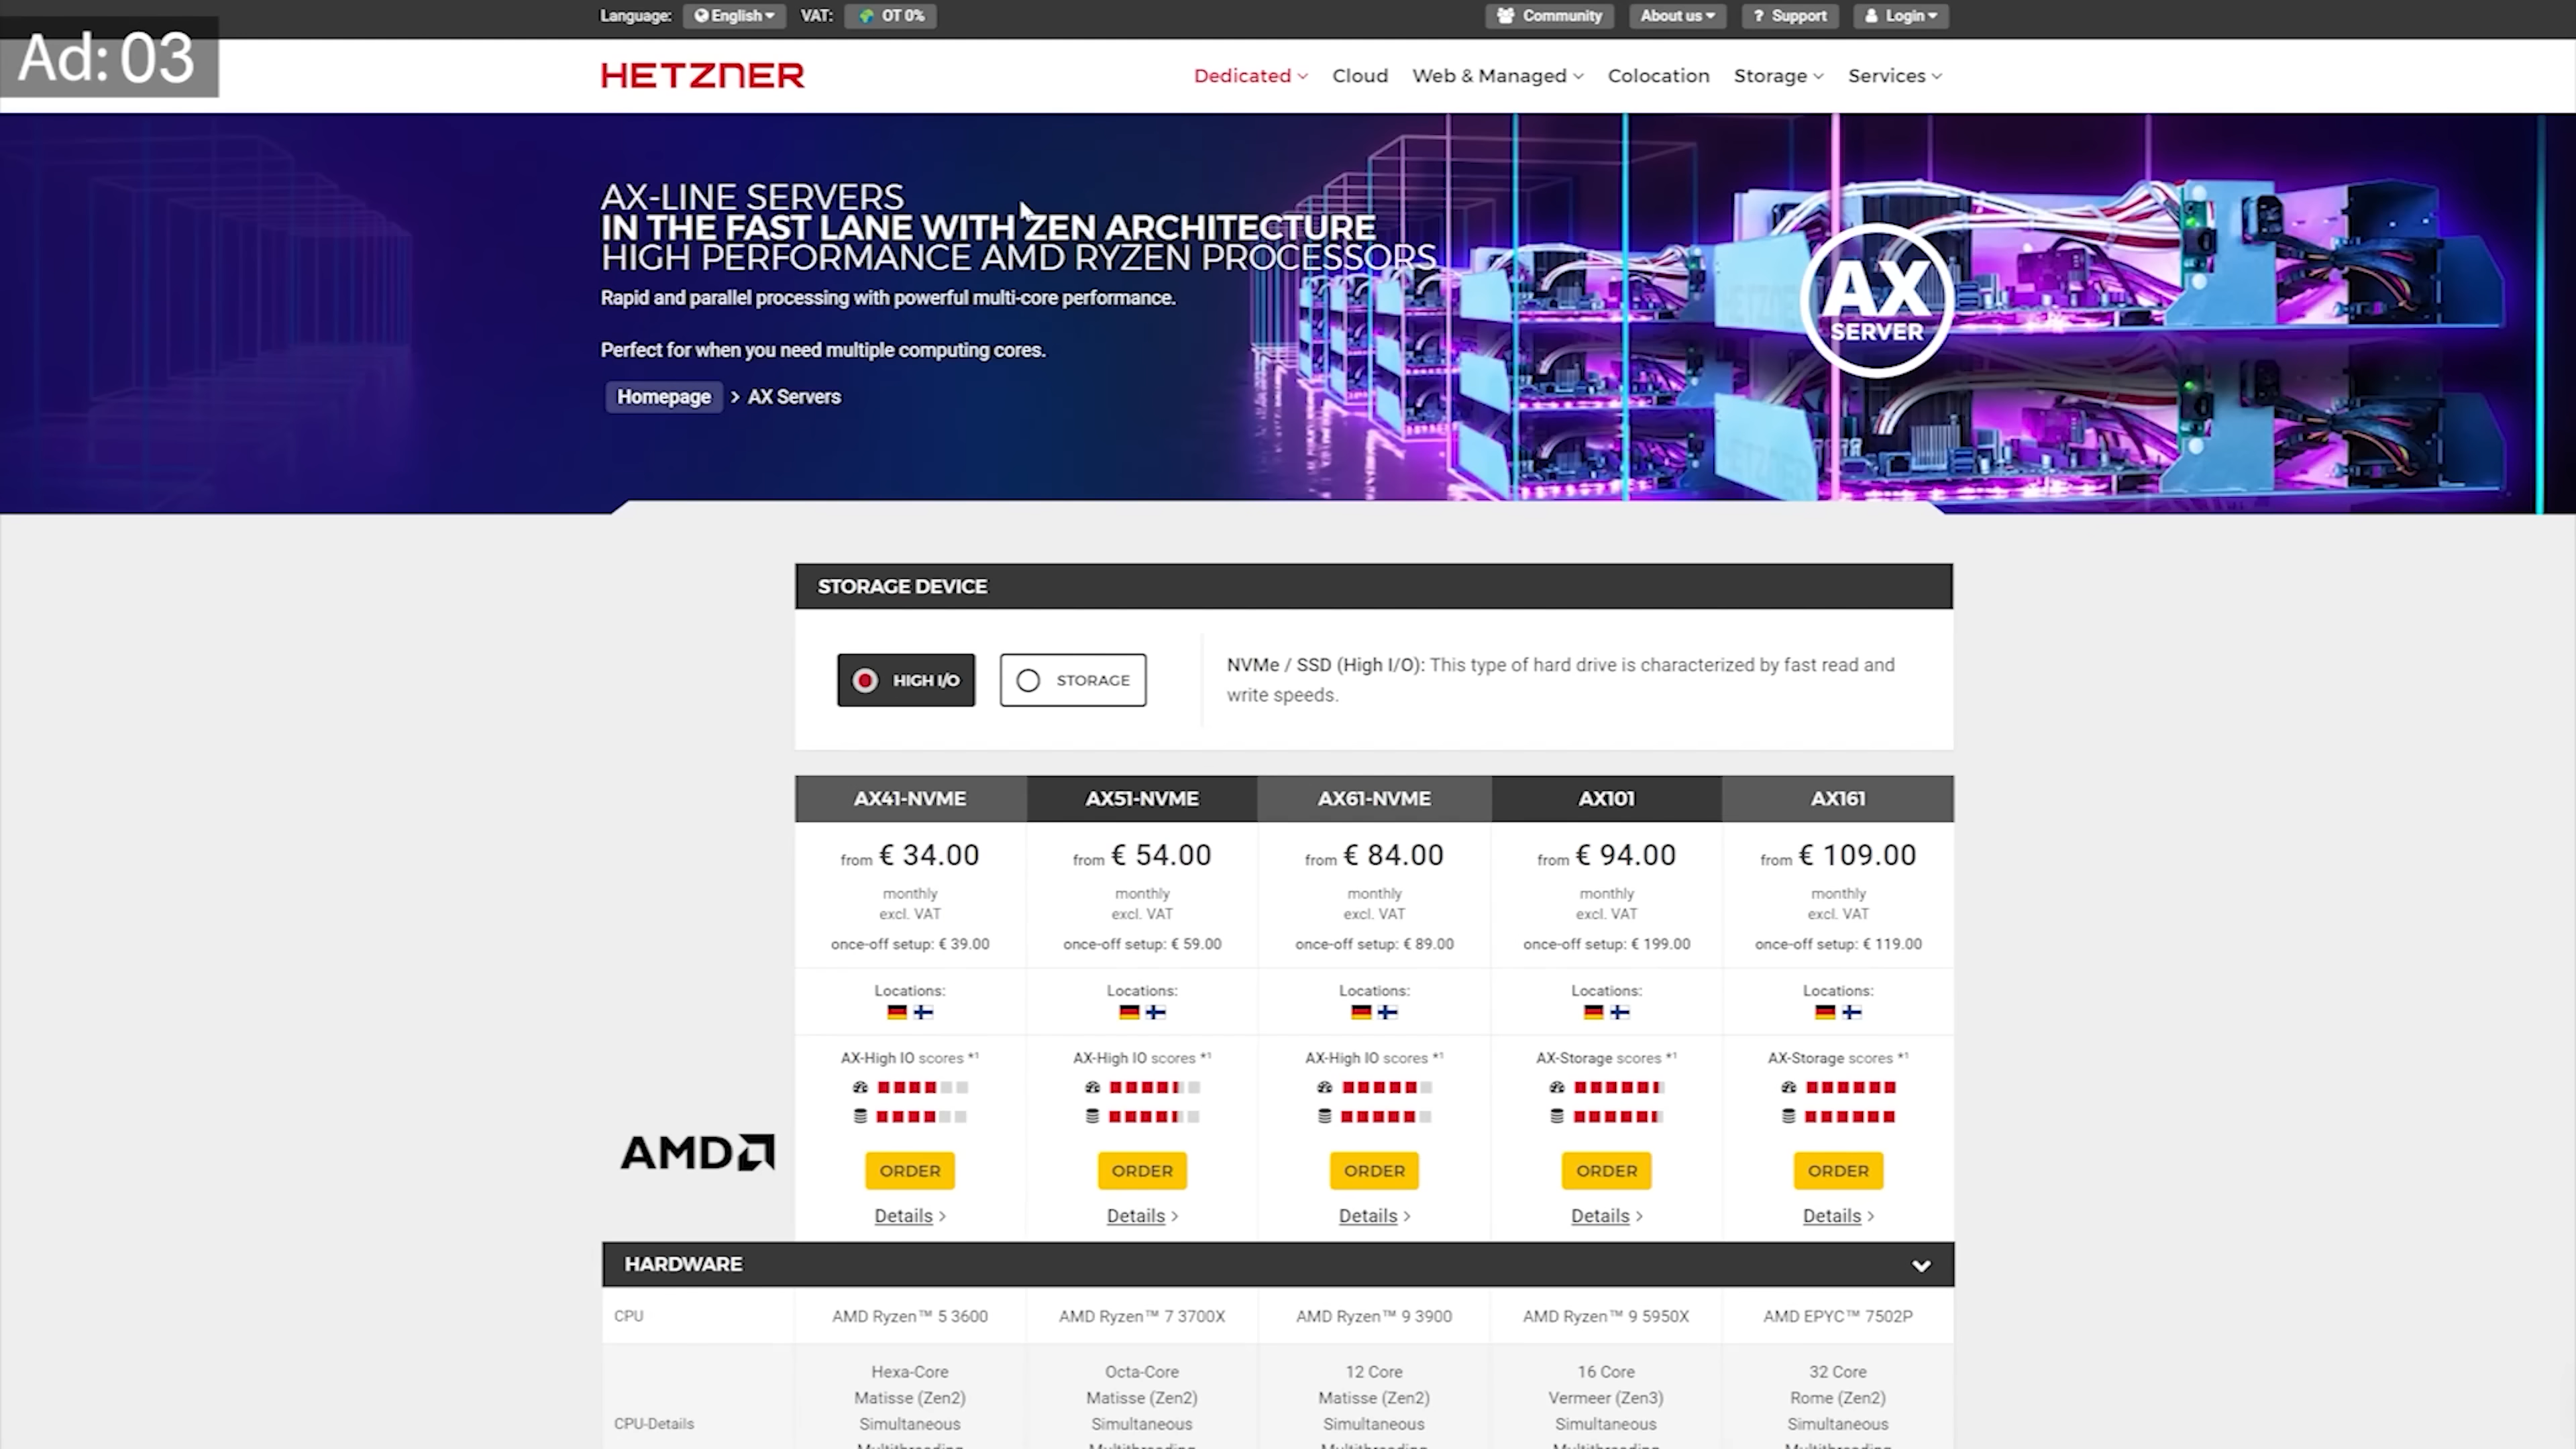 Language: English VAT: OT 0% Community About us ? Support Login
Ad: 03
HETZNER Dedicated Cloud Web & Managed Colocation Storage Services
AX-LINE SERVERS
IN THE FAST LANE WITH ZEN ARCHITECTURE
HIGH PERFORMANCE AMD RYZEN PROCESSORS
Rapid and parallel processing with powerful multi-core performance.
Perfect for when you need multiple computing cores.
Homepage > AX Servers
AX
SERVER
HETZNER
STORAGE DEVICE
HIGH I/O STORAGE
NVMe / SSD (High I/O): This type of hard drive is characterized by fast read and
write speeds.
AX41-NVME AX51-NVME AX61-NVME AX101 AX161
from € 34.00 from € 54.00 from € 84.00 from € 94.00 from € 109.00
monthly monthly monthly monthly monthly
excl. VAT excl. VAT excl. VAT excl. VAT excl. VAT
once-off setup: € 39.00 once-off setup: € 59.00 once-off setup: € 89.00 once-off setup: € 199.00 once-off setup: € 119.00
Locations: Locations: Locations: Locations: Locations:
AX-High IO scores *¹ AX-High IO scores *¹ AX-High IO scores *¹ AX-Storage scores *¹ AX-Storage scores *¹
AMD
ORDER ORDER ORDER ORDER ORDER
Details > Details > Details > Details > Details >
HARDWARE
CPU AMD Ryzen™ 5 3600 AMD Ryzen™ 7 3700X AMD Ryzen™ 9 3900 AMD Ryzen™ 9 5950X AMD EPYC™ 7502P
Hexa-Core Octa-Core 12 Core 16 Core 32 Core
Matisse (Zen2) Matisse (Zen2) Matisse (Zen2) Vermeer (Zen3) Rome (Zen2)
CPU-Details Simultaneous Simultaneous Simultaneous Simultaneous Simultaneous
Multithreading Multithreading Multithreading Multithreading Multithreading